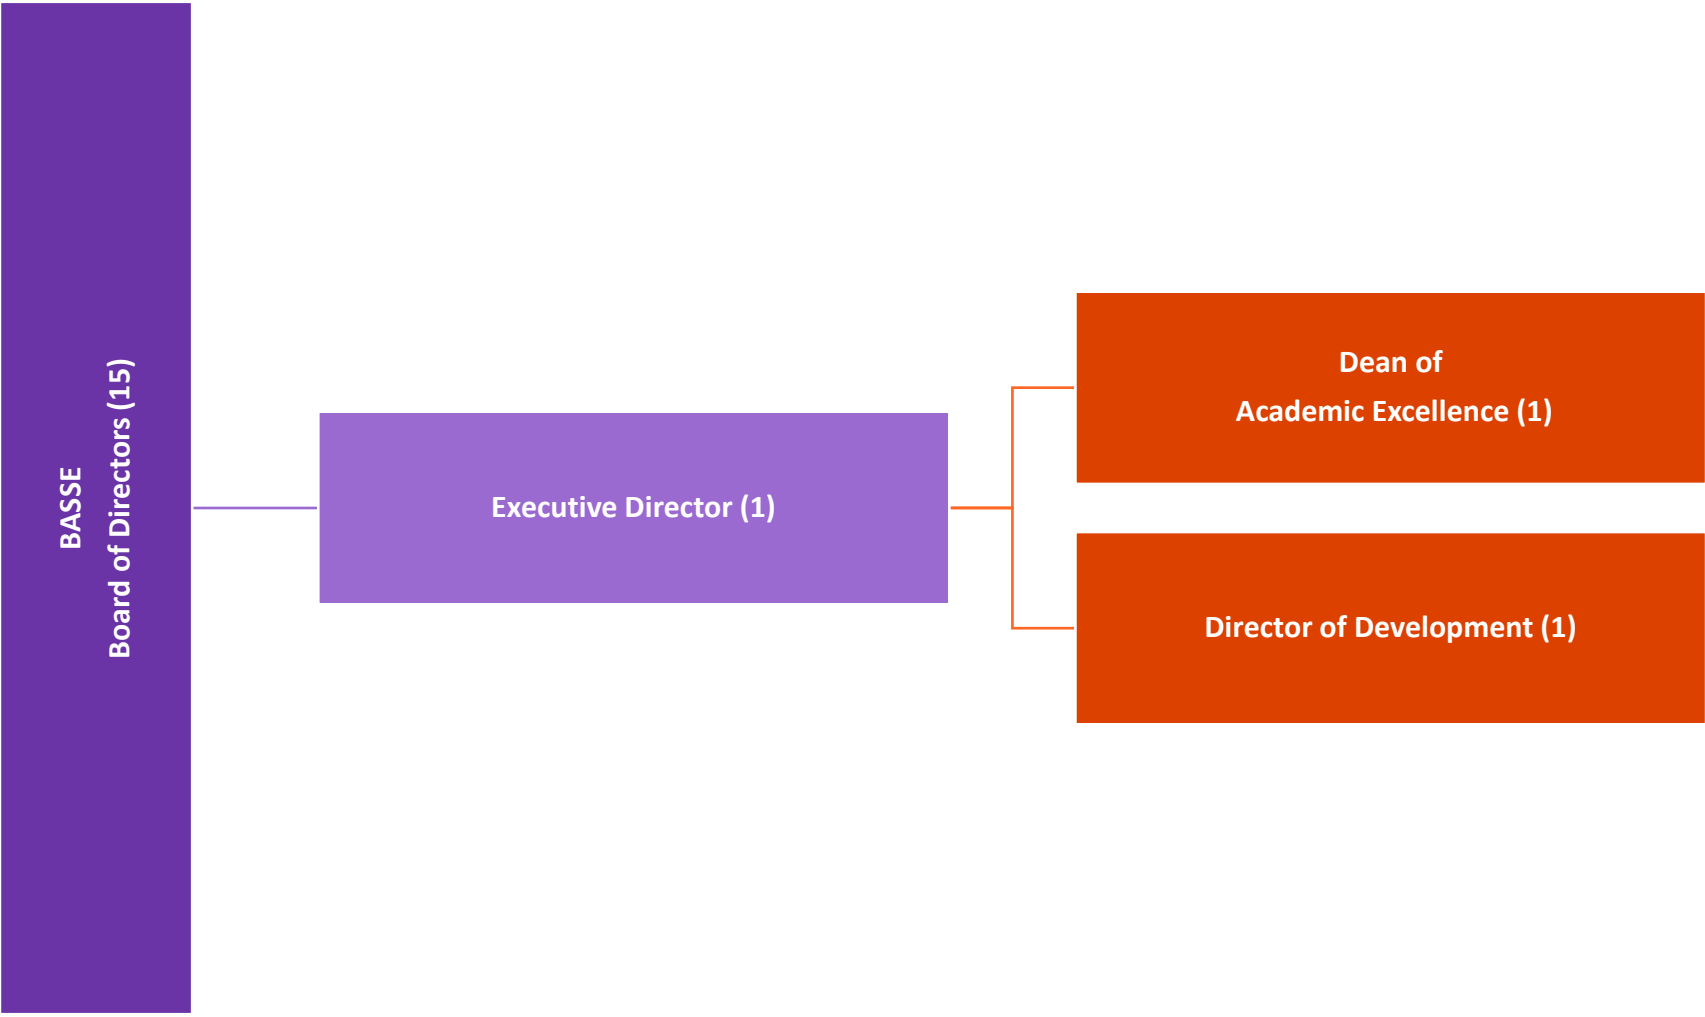 BASSE
Board of Directors (15)
Executive Director (1)
Dean of
Academic Excellence (1)
Director of Development (1)